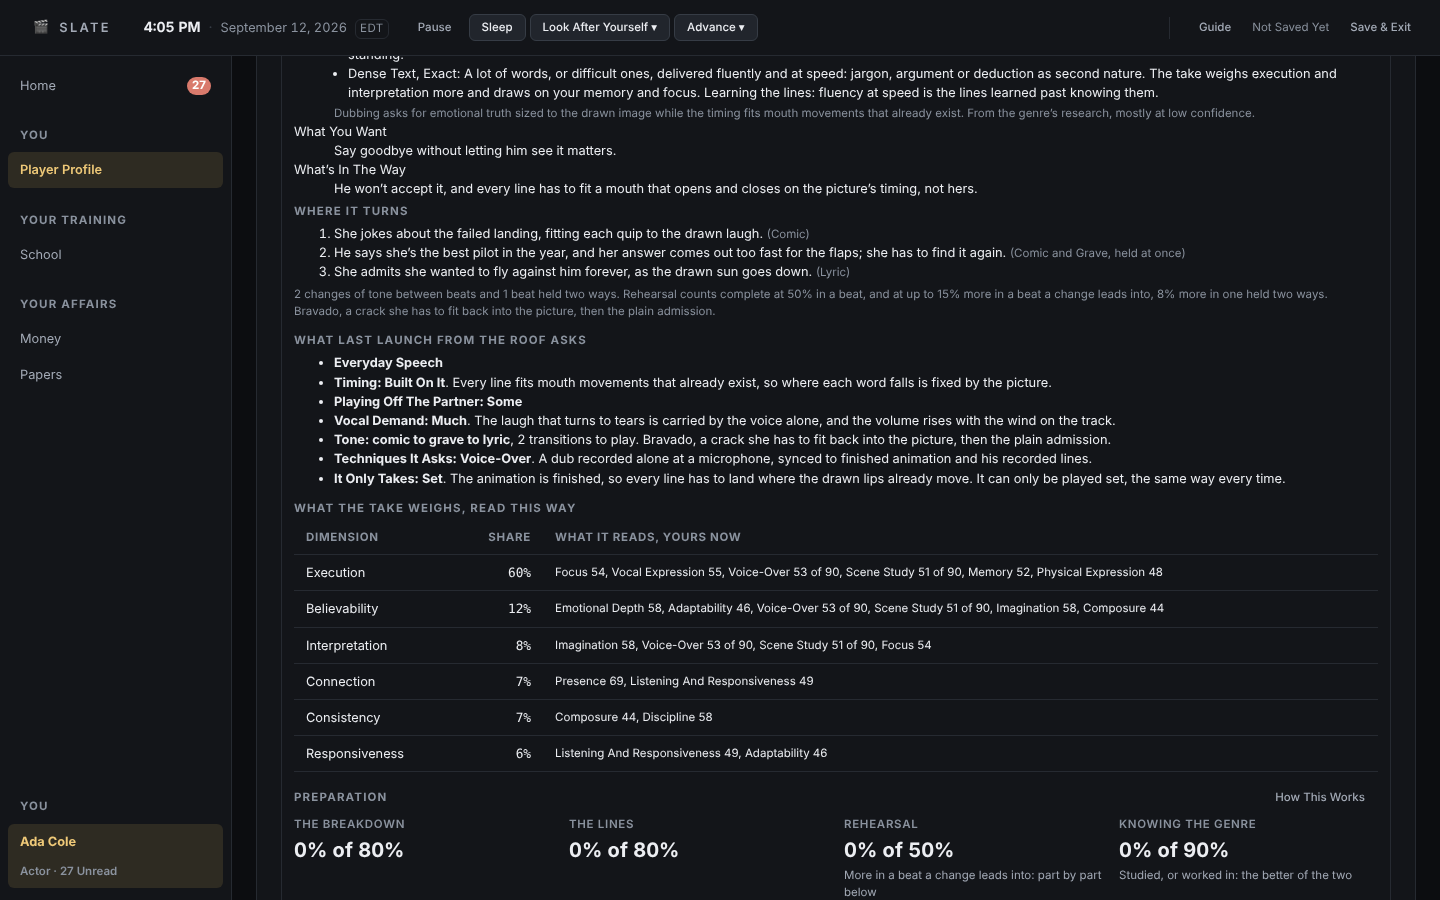 SLATE
4:05 PM · September 12, 2026 EDT
Pause
Sleep
Look After Yourself ▾
Advance ▾
Guide
Not Saved Yet
Save & Exit
Home
27
YOU
Player Profile
YOUR TRAINING
School
YOUR AFFAIRS
Money
Papers
YOU
Ada Cole
Actor · 27 Unread
standing.
• Dense Text, Exact: A lot of words, or difficult ones, delivered fluently and at speed: jargon, argument or deduction as second nature. The take weighs execution and
interpretation more and draws on your memory and focus. Learning the lines: fluency at speed is the lines learned past knowing them.
Dubbing asks for emotional truth sized to the drawn image while the timing fits mouth movements that already exist. From the genre’s research, mostly at low confidence.
What You Want
Say goodbye without letting him see it matters.
What’s In The Way
He won’t accept it, and every line has to fit a mouth that opens and closes on the picture’s timing, not hers.
WHERE IT TURNS
1. She jokes about the failed landing, fitting each quip to the drawn laugh. (Comic)
2. He says she’s the best pilot in the year, and her answer comes out too fast for the flaps; she has to find it again. (Comic and Grave, held at once)
3. She admits she wanted to fly against him forever, as the drawn sun goes down. (Lyric)
2 changes of tone between beats and 1 beat held two ways. Rehearsal counts complete at 50% in a beat, and at up to 15% more in a beat a change leads into, 8% more in one held two ways.
Bravado, a crack she has to fit back into the picture, then the plain admission.
WHAT LAST LAUNCH FROM THE ROOF ASKS
• Everyday Speech
• Timing: Built On It. Every line fits mouth movements that already exist, so where each word falls is fixed by the picture.
• Playing Off The Partner: Some
• Vocal Demand: Much. The laugh that turns to tears is carried by the voice alone, and the volume rises with the wind on the track.
• Tone: comic to grave to lyric, 2 transitions to play. Bravado, a crack she has to fit back into the picture, then the plain admission.
• Techniques It Asks: Voice-Over. A dub recorded alone at a microphone, synced to finished animation and his recorded lines.
• It Only Takes: Set. The animation is finished, so every line has to land where the drawn lips already move. It can only be played set, the same way every time.
WHAT THE TAKE WEIGHS, READ THIS WAY
DIMENSION SHARE WHAT IT READS, YOURS NOW
Execution 60% Focus 54, Vocal Expression 55, Voice-Over 53 of 90, Scene Study 51 of 90, Memory 52, Physical Expression 48
Believability 12% Emotional Depth 58, Adaptability 46, Voice-Over 53 of 90, Scene Study 51 of 90, Imagination 58, Composure 44
Interpretation 8% Imagination 58, Voice-Over 53 of 90, Scene Study 51 of 90, Focus 54
Connection 7% Presence 69, Listening And Responsiveness 49
Consistency 7% Composure 44, Discipline 58
Responsiveness 6% Listening And Responsiveness 49, Adaptability 46
PREPARATION
How This Works
THE BREAKDOWN
0% of 80%
THE LINES
0% of 80%
REHEARSAL
0% of 50%
More in a beat a change leads into: part by part
below
KNOWING THE GENRE
0% of 90%
Studied, or worked in: the better of the two